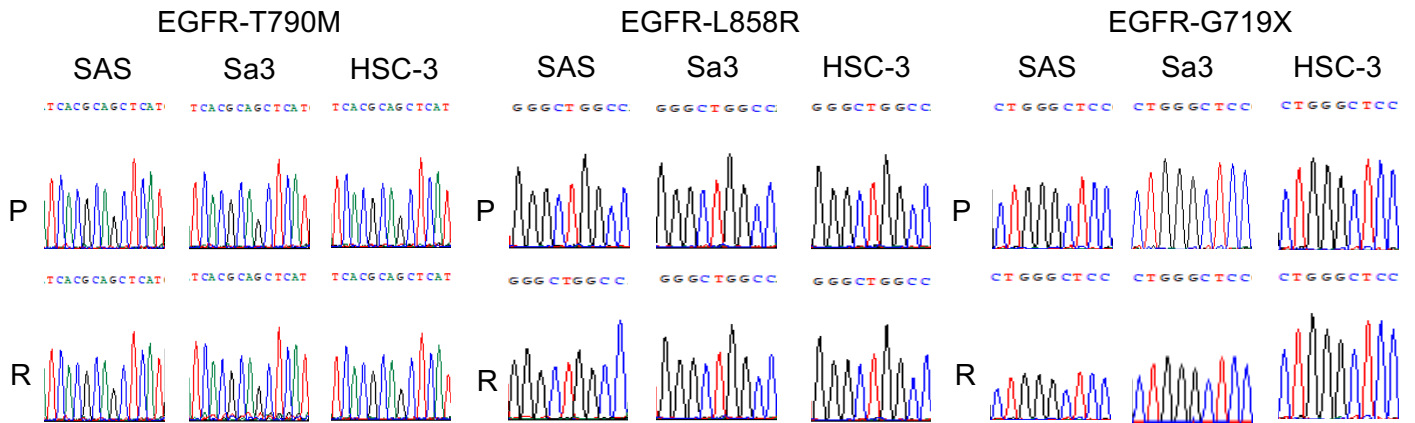 EGFR-T790M EGFR-L858R EGFR-G719X
SAS Sa3 HSC-3 SAS Sa3 HSC-3 SAS Sa3 HSC-3
TCACGCAGCTCAT TCACGCAGCTCAT TCACGCAGCTCAT GGGCTGGCC GGGCTGGCC GGGCTGGCC CTGGGCTCC CTGGGCTCC CTGGGCTCC
P P P
TCACGCAGCTCAT TCACGCAGCTCAT TCACGCAGCTCAT GGGCTGGCC GGGCTGGCC GGGCTGGCC CTGGGCTCC CTGGGCTCC CTGGGCTCC
R R R